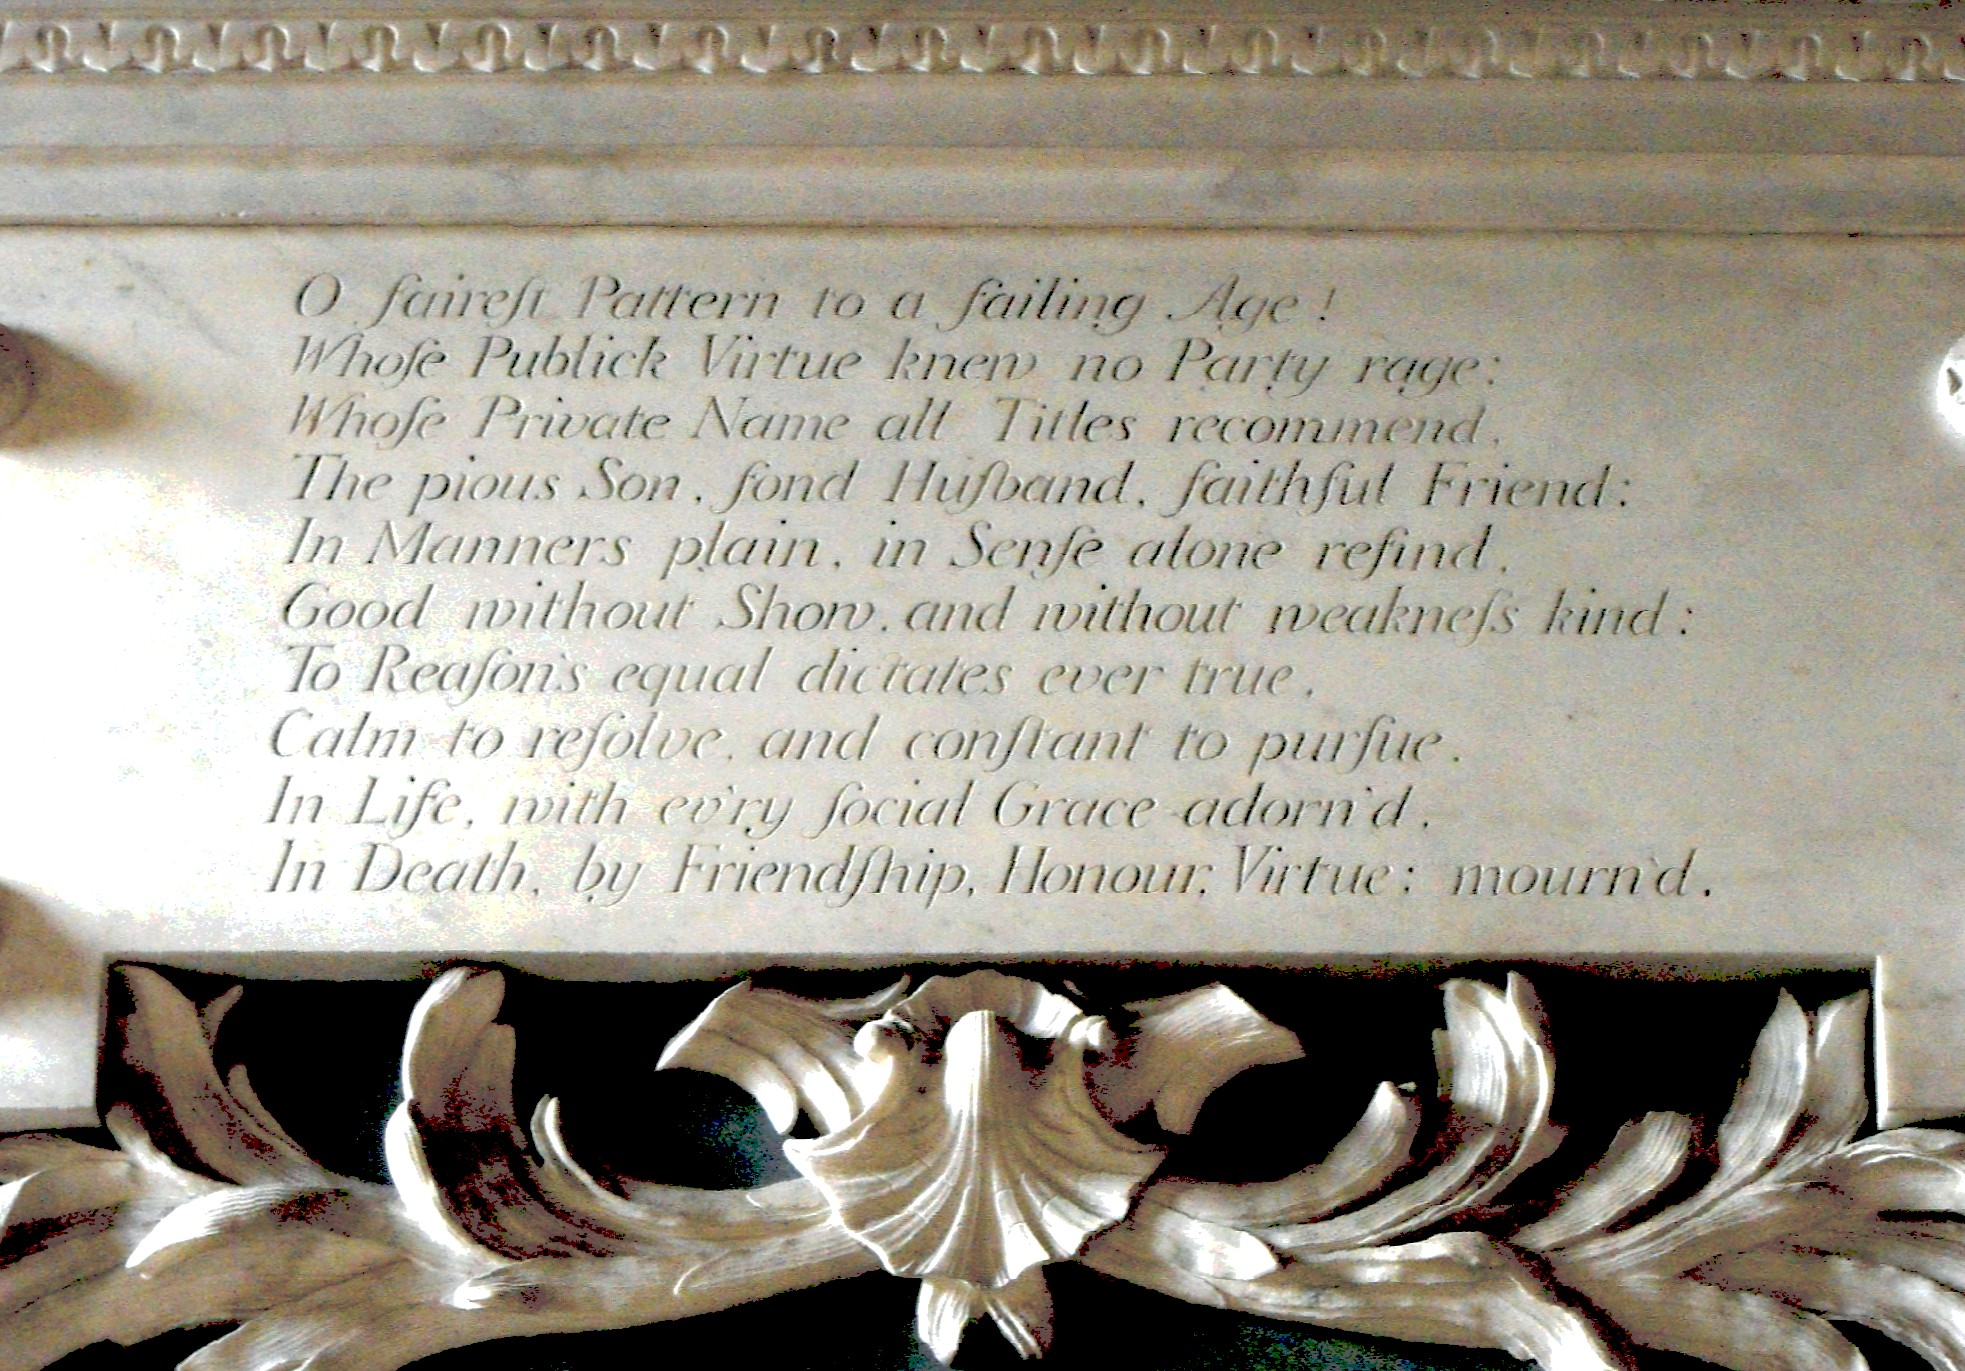 O faireſt Pattern to a failing Age!
Whoſe Publick Virtue knew no Party rage:
Whoſe Private Name all Titles recommend,
The pious Son, fond Huſband, faithful Friend:
In Manners plain, in Senſe alone refind,
Good without Show, and without weakneſs kind:
To Reaſon's equal dictates ever true,
Calm to reſolve, and conſtant to purſue.
In Life, with ev'ry ſocial Grace adorn'd,
In Death, by Friendſhip, Honour, Virtue; mourn'd.